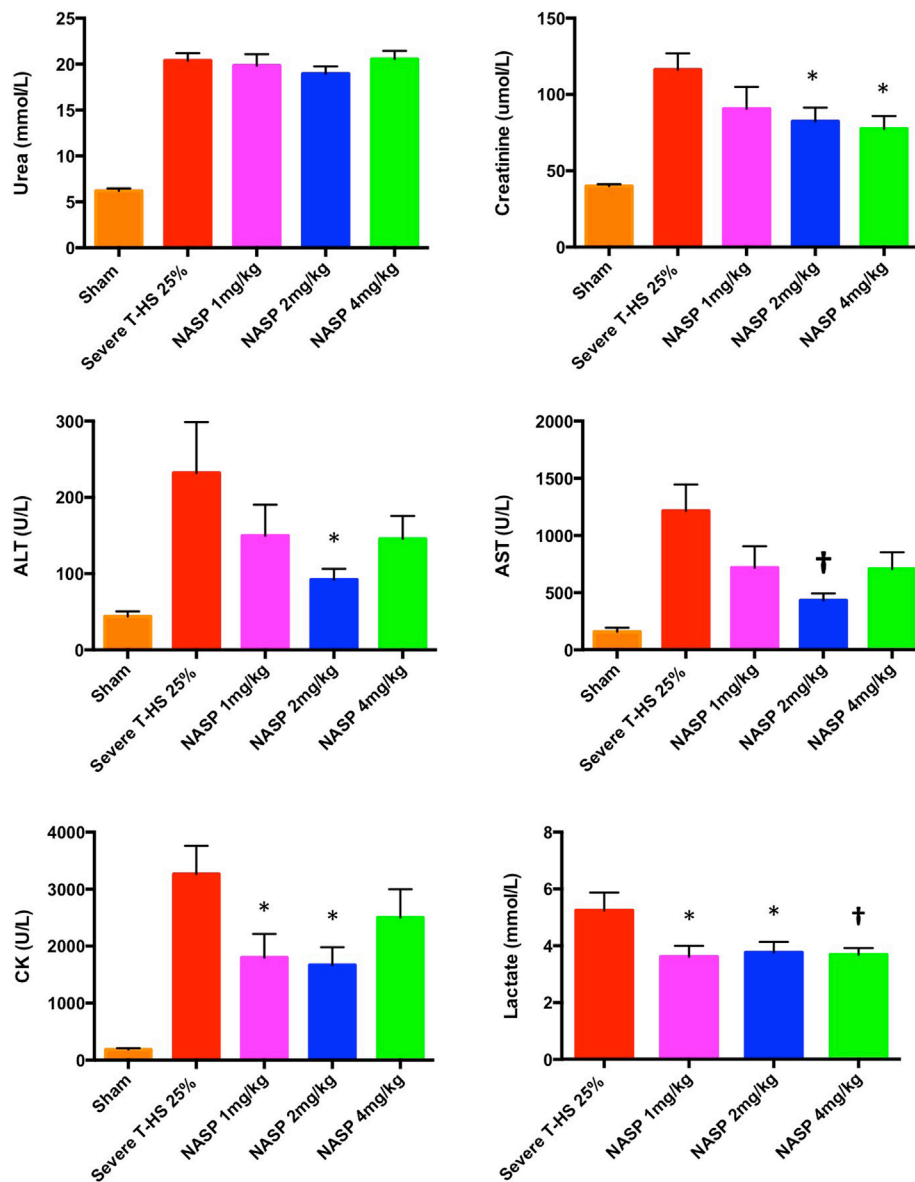 Urea (mmol/L)
25
20
15
10
5
0
Sham
Severe T-HS 25%
NASP 1mg/kg
NASP 2mg/kg
NASP 4mg/kg
Creatinine (umol/L)
150
100
50
0
*
*
Sham
Severe T-HS 25%
NASP 1mg/kg
NASP 2mg/kg
NASP 4mg/kg
ALT (U/L)
300
200
100
0
*
Sham
Severe T-HS 25%
NASP 1mg/kg
NASP 2mg/kg
NASP 4mg/kg
AST (U/L)
2000
1500
1000
500
0
†
Sham
Severe T-HS 25%
NASP 1mg/kg
NASP 2mg/kg
NASP 4mg/kg
CK (U/L)
4000
3000
2000
1000
0
*
*
Sham
Severe T-HS 25%
NASP 1mg/kg
NASP 2mg/kg
NASP 4mg/kg
Lactate (mmol/L)
8
6
4
2
0
*
*
†
Severe T-HS 25%
NASP 1mg/kg
NASP 2mg/kg
NASP 4mg/kg